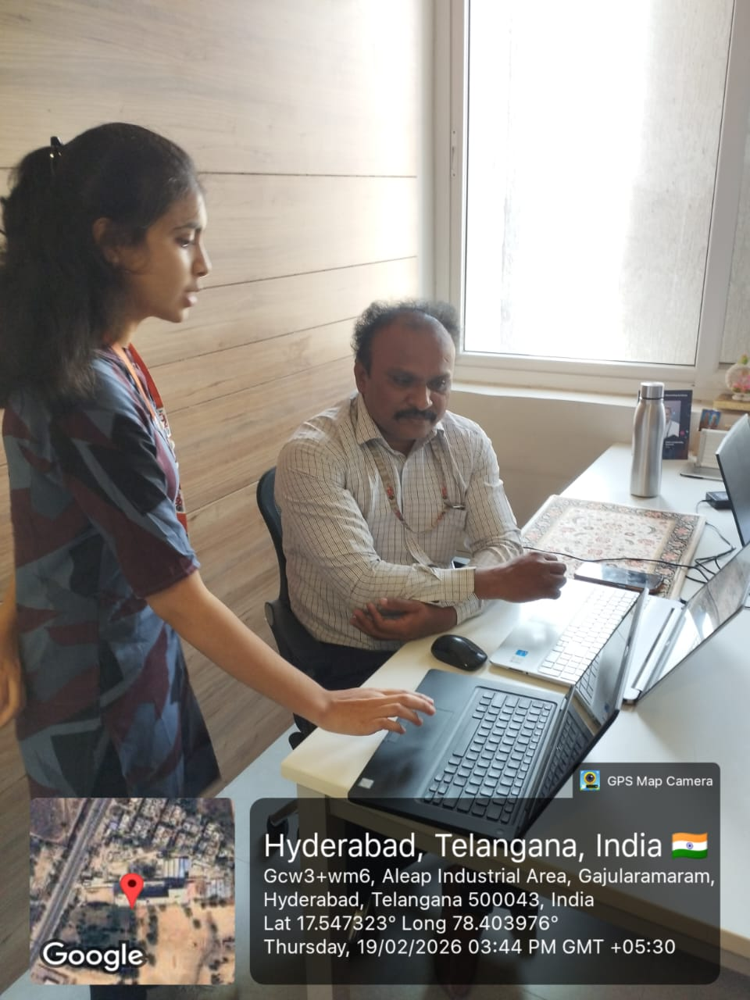 GPS Map Camera
Hyderabad, Telangana, India
Gcw3+wm6, Aleap Industrial Area, Gajularamaram,
Hyderabad, Telangana 500043, India
Lat 17.547323° Long 78.403976°
Thursday, 19/02/2026 03:44 PM GMT +05:30
Google